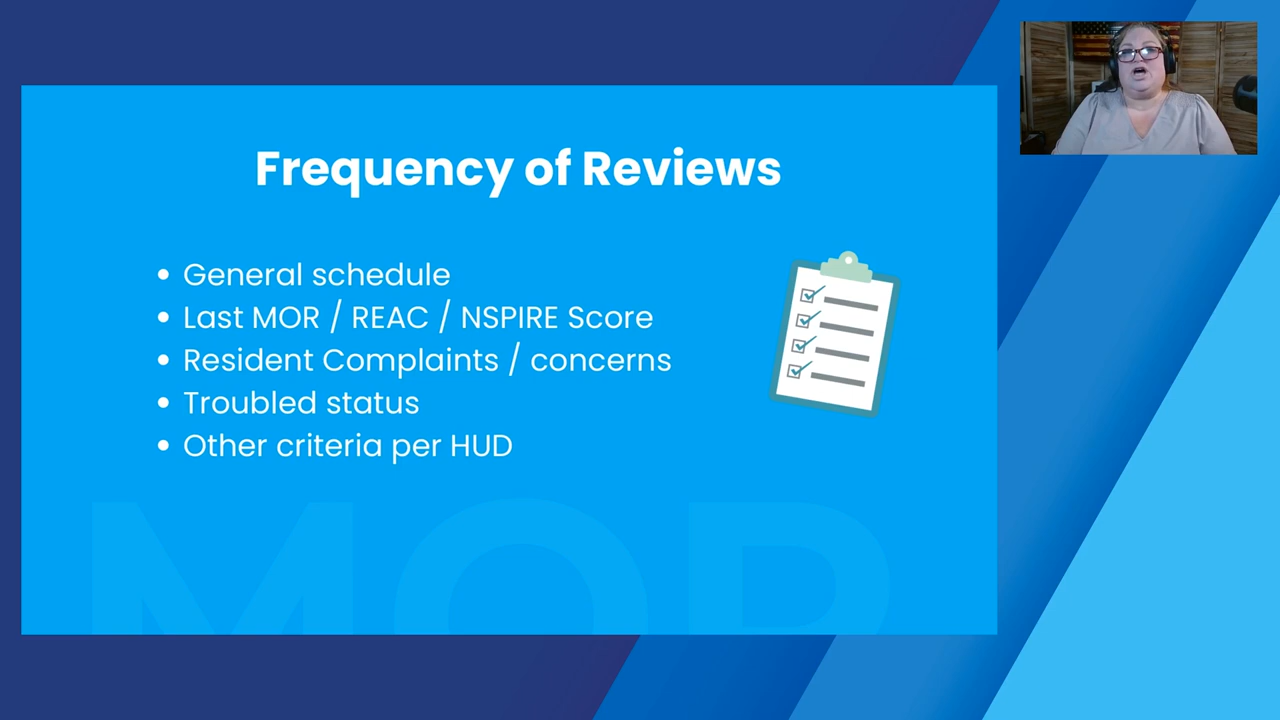 Frequency of Reviews
• General schedule
• Last MOR / REAC / NSPIRE Score
• Resident Complaints / concerns
• Troubled status
• Other criteria per HUD
MOR